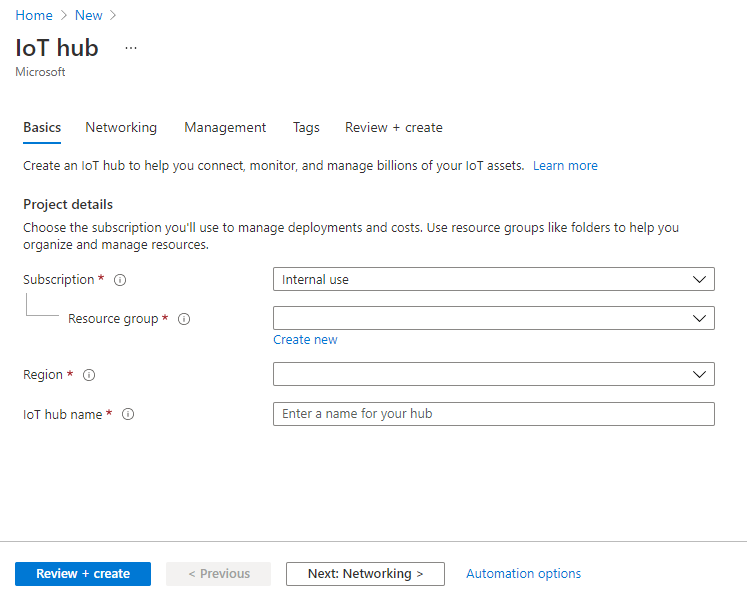 Home > New >
IoT hub ...
Microsoft
Basics Networking Management Tags Review + create
Create an IoT hub to help you connect, monitor, and manage billions of your IoT assets. Learn more
Project details
Choose the subscription you'll use to manage deployments and costs. Use resource groups like folders to help you
organize and manage resources.
Subscription * Internal use
Resource group *
Create new
Region *
IoT hub name * Enter a name for your hub
Review + create < Previous Next: Networking > Automation options